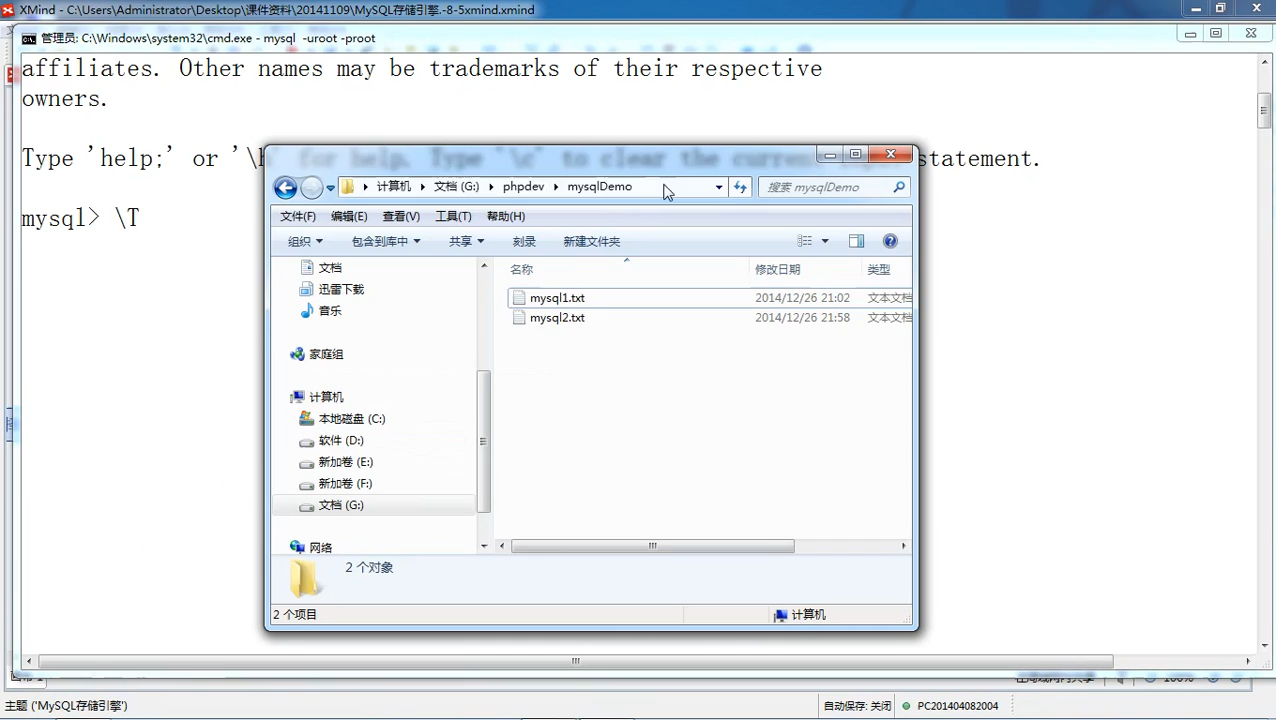 XMind - C:\Users\Administrator\Desktop\课件资料\20141109\MySQL存储引擎.-8-5xmind.xmind
管理员: C:\Windows\system32\cmd.exe - mysql  -uroot -proot
affiliates. Other names may be trademarks of their respective
owners.
Type 'help;' or '\h' for help. Type '\c' to clear the current input statement.
mysql> \T
计算机 文档 (G:) phpdev mysqlDemo 搜索 mysqlDemo
文件(F) 编辑(E) 查看(V) 工具(T) 帮助(H)
组织 包含到库中 共享 刻录 新建文件夹
名称 修改日期 类型
文档
迅雷下载
音乐
家庭组
计算机
本地磁盘 (C:)
软件 (D:)
新加卷 (E:)
新加卷 (F:)
文档 (G:)
网络
mysql1.txt 2014/12/26 21:02 文本文档
mysql2.txt 2014/12/26 21:58 文本文档
2 个对象
2 个项目 计算机
100%
主题 ('MySQL存储引擎') 自动保存: 关闭 PC201404082004